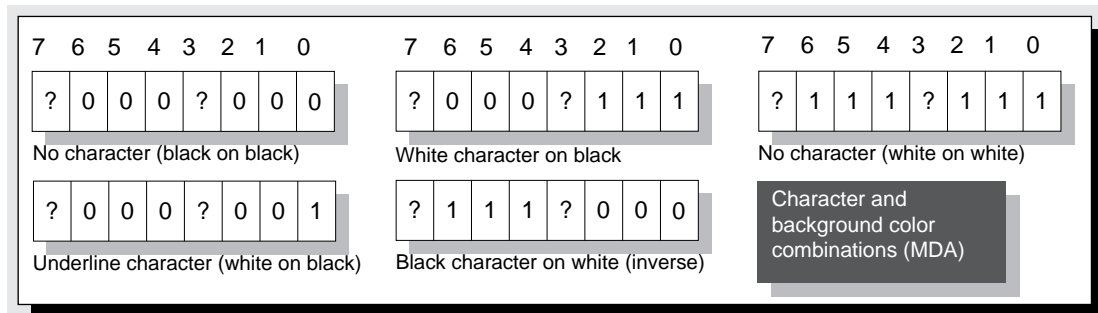 7 6 5 4 3 2 1 0
? 0 0 0 ? 0 0 0
No character (black on black)
7 6 5 4 3 2 1 0
? 0 0 0 ? 1 1 1
White character on black
7 6 5 4 3 2 1 0
? 1 1 1 ? 1 1 1
No character (white on white)
? 0 0 0 ? 0 0 1
Underline character (white on black)
? 1 1 1 ? 0 0 0
Black character on white (inverse)
Character and
background color
combinations (MDA)